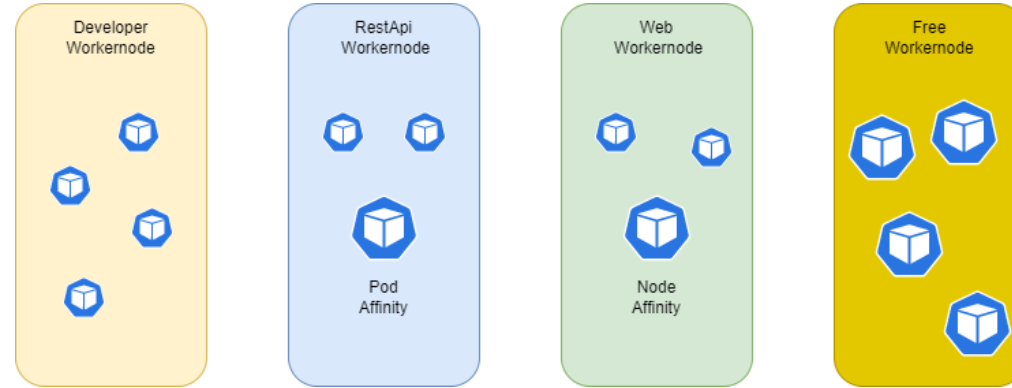 Developer
Workernode
RestApi
Workernode
Web
Workernode
Free
Workernode
Pod
Affinity
Node
Affinity